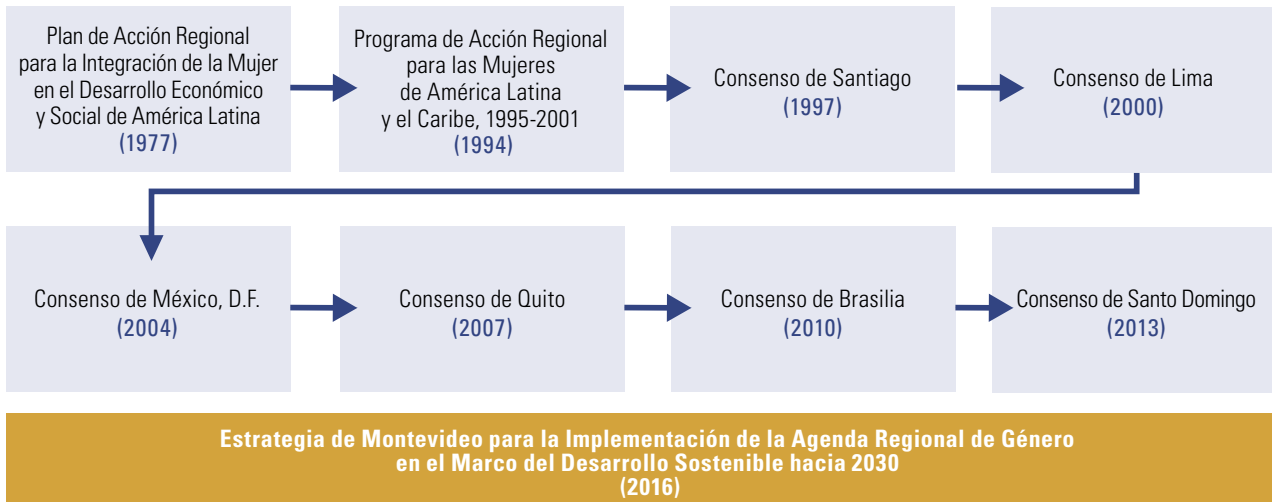 Plan de Acción Regional
para la Integración de la Mujer
en el Desarrollo Económico
y Social de América Latina
(1977)
Programa de Acción Regional
para las Mujeres
de América Latina
y el Caribe, 1995-2001
(1994)
Consenso de Santiago
(1997)
Consenso de Lima
(2000)
Consenso de México, D.F.
(2004)
Consenso de Quito
(2007)
Consenso de Brasilia
(2010)
Consenso de Santo Domingo
(2013)
Estrategia de Montevideo para la Implementación de la Agenda Regional de Género
en el Marco del Desarrollo Sostenible hacia 2030
(2016)